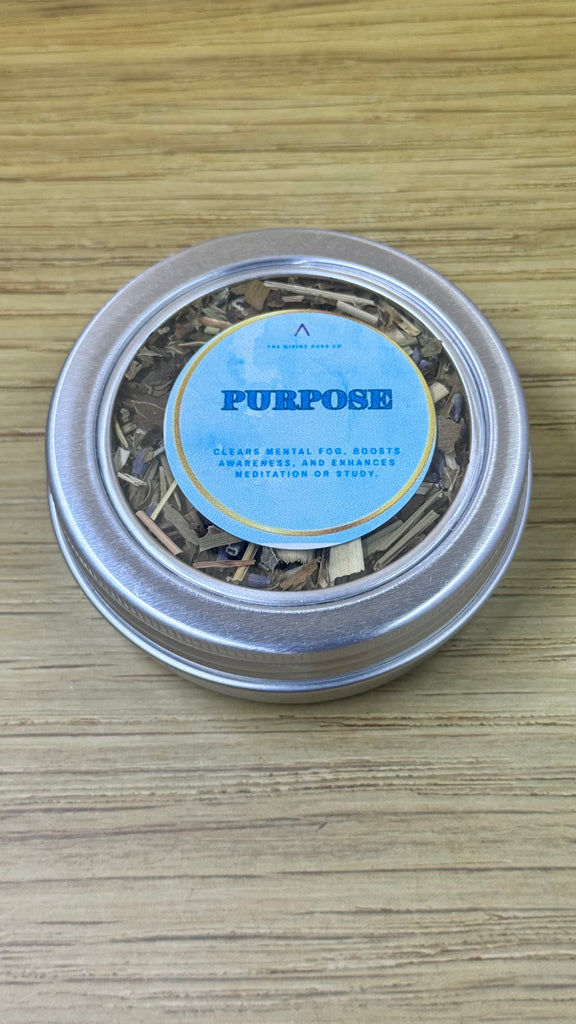 THE DIVINE AURA CO
PURPOSE
CLEARS MENTAL FOG, BOOSTS
AWARENESS, AND ENHANCES
MEDITATION OR STUDY.